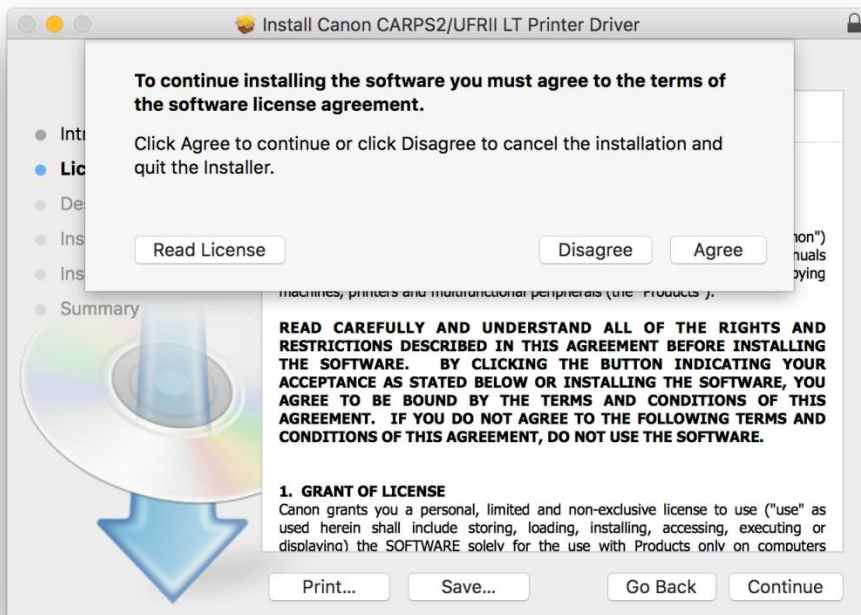 Install Canon CARPS2/UFRII LT Printer Driver
To continue installing the software you must agree to the terms of
the software license agreement.
Click Agree to continue or click Disagree to cancel the installation and
quit the Installer.
Read License
Disagree
Agree
Summary
machines, printers and multifunctional peripherals (the "Products").
READ CAREFULLY AND UNDERSTAND ALL OF THE RIGHTS AND
RESTRICTIONS DESCRIBED IN THIS AGREEMENT BEFORE INSTALLING
THE SOFTWARE. BY CLICKING THE BUTTON INDICATING YOUR
ACCEPTANCE AS STATED BELOW OR INSTALLING THE SOFTWARE, YOU
AGREE TO BE BOUND BY THE TERMS AND CONDITIONS OF THIS
AGREEMENT. IF YOU DO NOT AGREE TO THE FOLLOWING TERMS AND
CONDITIONS OF THIS AGREEMENT, DO NOT USE THE SOFTWARE.
1. GRANT OF LICENSE
Canon grants you a personal, limited and non-exclusive license to use ("use" as
used herein shall include storing, loading, installing, accessing, executing or
displaying) the SOFTWARE solely for the use with Products only on computers
Print...
Save...
Go Back
Continue